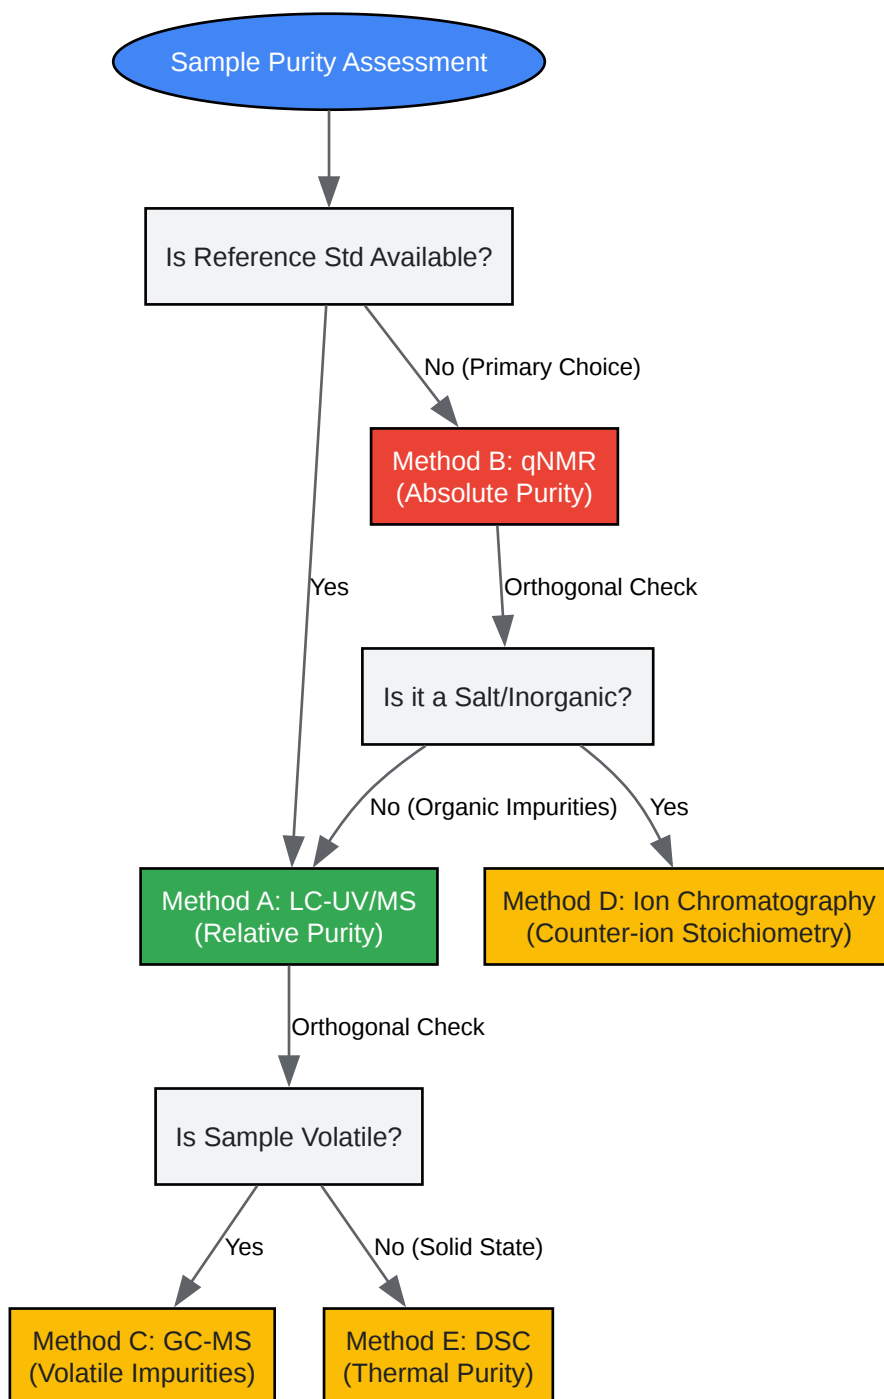 Sample Purity Assessment
Is Reference Std Available?
No (Primary Choice)
Method B: qNMR
(Absolute Purity)
Yes
Orthogonal Check
Is it a Salt/Inorganic?
No (Organic Impurities)
Yes
Method A: LC-UV/MS
(Relative Purity)
Method D: Ion Chromatography
(Counter-ion Stoichiometry)
Orthogonal Check
Is Sample Volatile?
Yes
No (Solid State)
Method C: GC-MS
(Volatile Impurities)
Method E: DSC
(Thermal Purity)